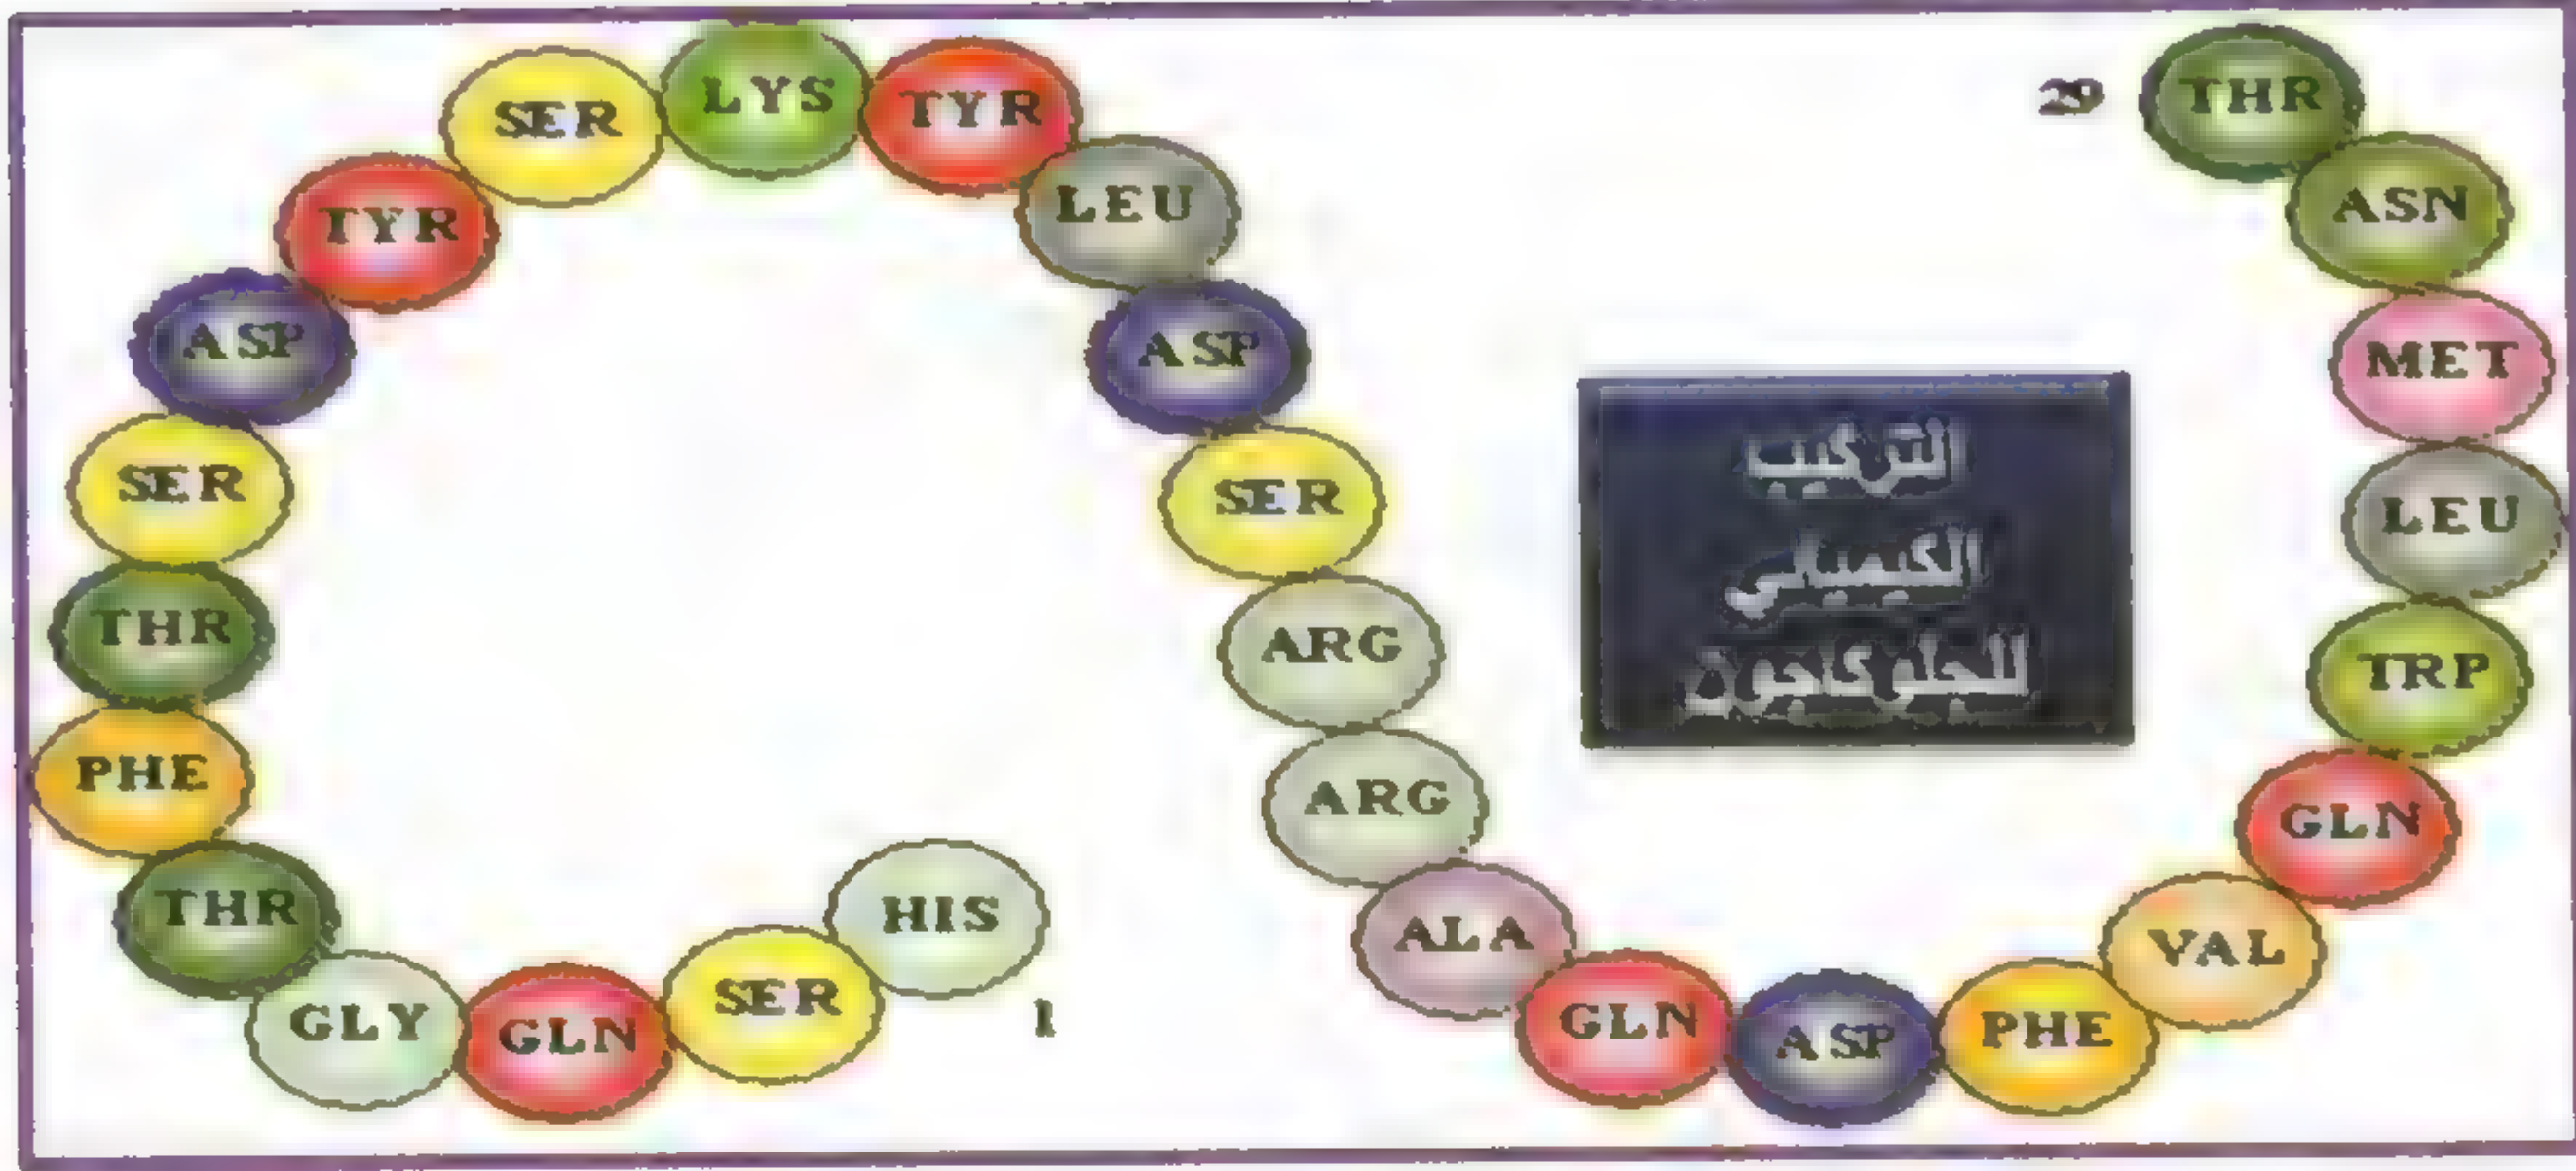 HIS
1
SER
GLN
GLY
THR
PHE
THR
SER
ASP
TYR
SER
LYS
TYR
LEU
ASP
SER
ARG
ARG
ALA
GLN
ASP
PHE
VAL
GLN
TRP
LEU
MET
ASN
THR
29
التركيب
الكيميائى
للجلوكاجون